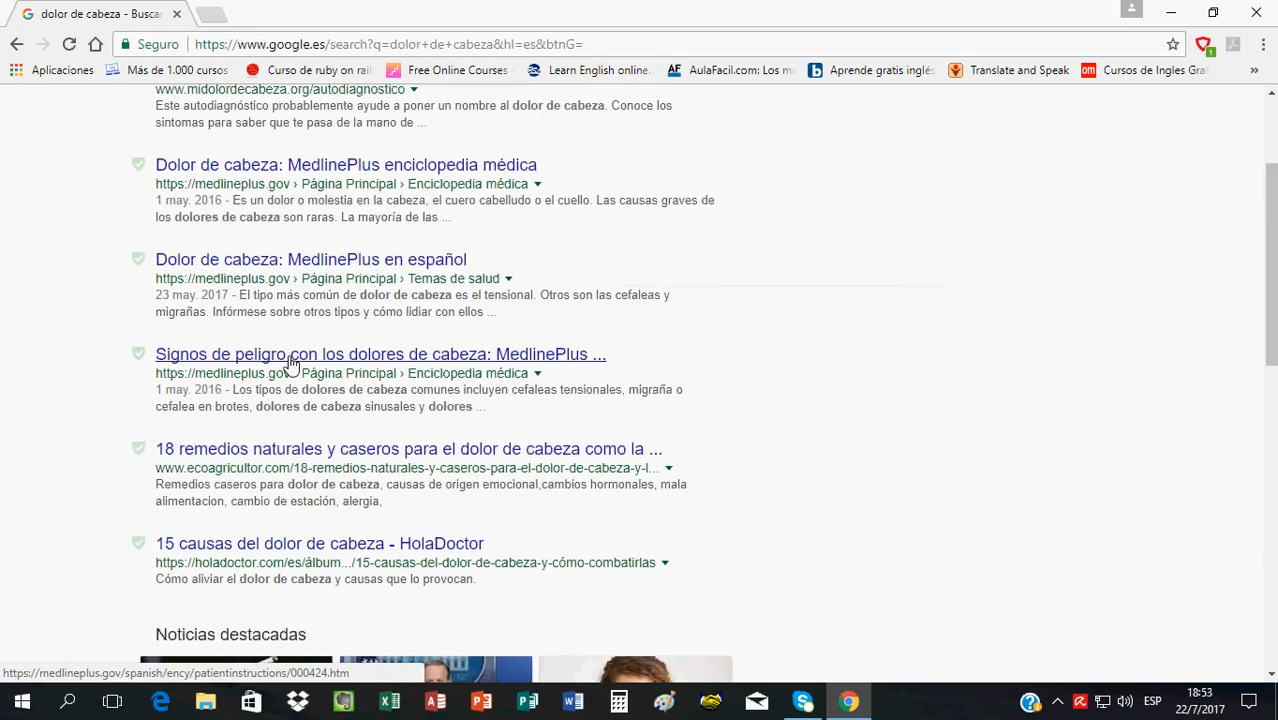 dolor de cabeza - Buscar
Seguro https://www.google.es/search?q=dolor+de+cabeza&hl=es&btnG=
Aplicaciones Más de 1.000 cursos Curso de ruby on rail Free Online Courses Learn English online. AulaFacil.com: Los me Aprende gratis inglés Translate and Speak om Cursos de Ingles Grat »
www.midolordecabeza.org/autodiagnostico
Este autodiagnóstico probablemente ayude a poner un nombre al dolor de cabeza. Conoce los
sintomas para saber que te pasa de la mano de ...
Dolor de cabeza: MedlinePlus enciclopedia médica
https://medlineplus.gov › Página Principal › Enciclopedia médica
1 may. 2016 - Es un dolor o molestia en la cabeza, el cuero cabelludo o el cuello. Las causas graves de
los dolores de cabeza son raras. La mayoría de las ...
Dolor de cabeza: MedlinePlus en español
https://medlineplus.gov › Página Principal › Temas de salud
23 may. 2017 - El tipo más común de dolor de cabeza es el tensional. Otros son las cefaleas y
migrañas. Infórmese sobre otros tipos y cómo lidiar con ellos ...
Signos de peligro con los dolores de cabeza: MedlinePlus ...
https://medlineplus.gov › Página Principal › Enciclopedia médica
1 may. 2016 - Los tipos de dolores de cabeza comunes incluyen cefaleas tensionales, migraña o
cefalea en brotes, dolores de cabeza sinusales y dolores ...
18 remedios naturales y caseros para el dolor de cabeza como la ...
www.ecoagricultor.com/18-remedios-naturales-y-caseros-para-el-dolor-de-cabeza-y-l...
Remedios caseros para dolor de cabeza, causas de origen emocional,cambios hormonales, mala
alimentacion, cambio de estación, alergia,
15 causas del dolor de cabeza - HolaDoctor
https://holadoctor.com/es/álbum.../15-causas-del-dolor-de-cabeza-y-cómo-combatirlas
Cómo aliviar el dolor de cabeza y causas que lo provocan.
Noticias destacadas
https://medlineplus.gov/spanish/ency/patientinstructions/000424.htm
ESP
18:53
22/7/2017